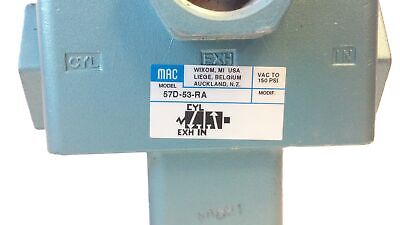 CYL
EXH
IN
MAC
WIXOM, MI USA
LIEGE, BELGIUM
AUCKLAND, N.Z.
VAC TO
150 PSI
MODEL
57D-53-RA
MODIF.
CYL
EXH IN